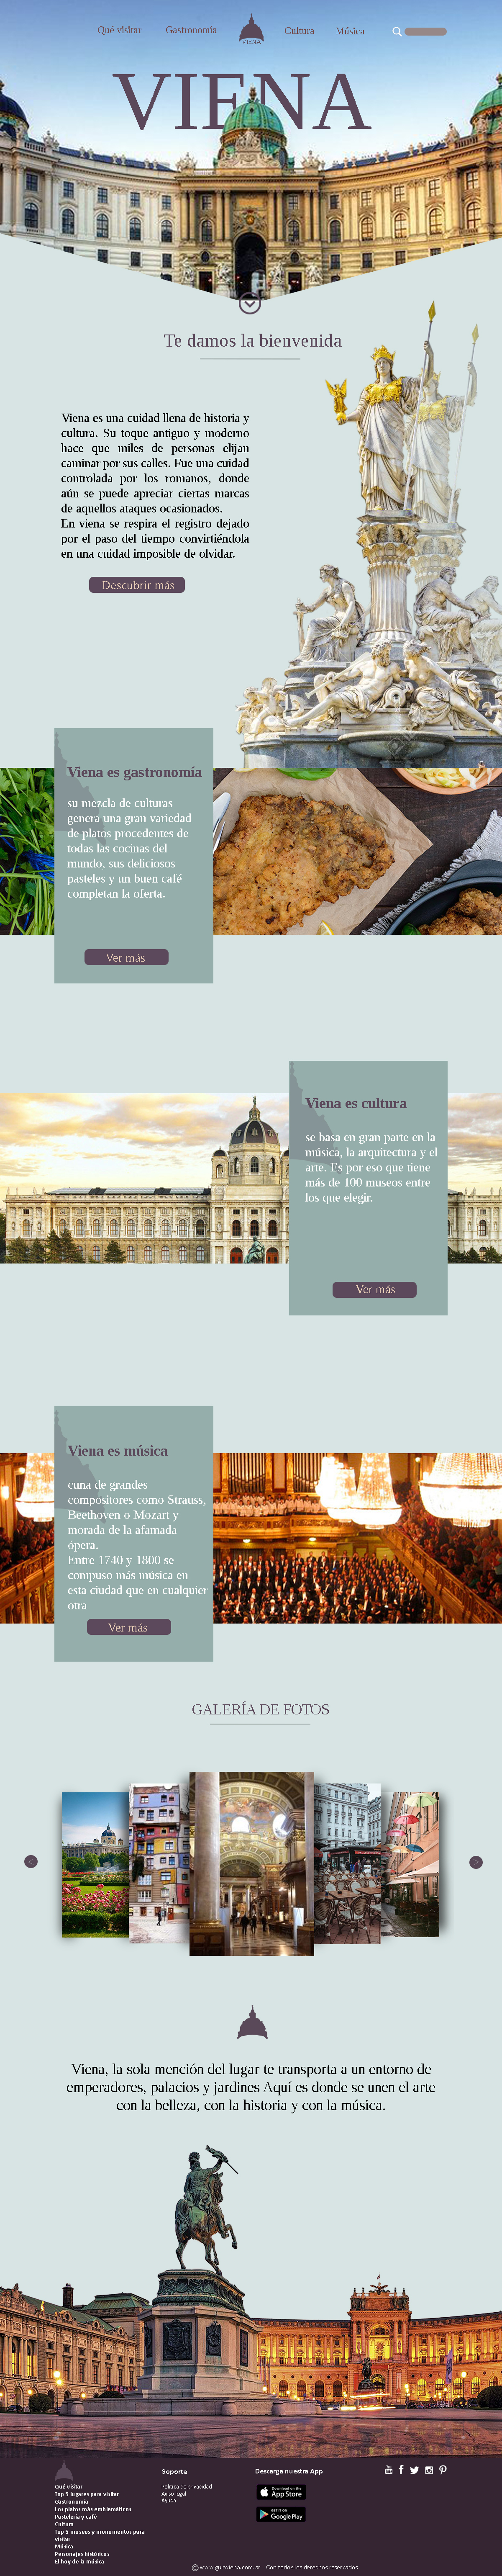 Qué visitar
Gastronomía
VIENA
Cultura
Música
VIENA
Te damos la bienvenida
Viena es una cuidad llena de historia y
cultura. Su toque antiguo y moderno
hace que miles de personas elijan
caminar por sus calles. Fue una cuidad
controlada por los romanos, donde
aún se puede apreciar ciertas marcas
de aquellos ataques ocasionados.
En viena se respira el registro dejado
por el paso del tiempo convirtiéndola
en una cuidad imposible de olvidar.
Descubrir más
Viena es gastronomía
su mezcla de culturas
genera una gran variedad
de platos procedentes de
todas las cocinas del
mundo, sus deliciosos
pasteles y un buen café
completan la oferta.
Ver más
Viena es cultura
se basa en gran parte en la
música, la arquitectura y el
arte. Es por eso que tiene
más de 100 museos entre
los que elegir.
Ver más
Viena es música
cuna de grandes
compositores como Strauss,
Beethoven o Mozart y
morada de la afamada
ópera.
Entre 1740 y 1800 se
compuso más música en
esta ciudad que en cualquier
otra
Ver más
GALERÍA DE FOTOS
Viena, la sola mención del lugar te transporta a un entorno de
emperadores, palacios y jardines Aquí es donde se unen el arte
con la belleza, con la historia y con la música.
Qué visitar
Top 5 lugares para visitar
Gastronomía
Los platos más emblemáticos
Pastelería y café
Cultura
Top 5 museos y monumentos para
visitar
Música
Personajes históricos
El hoy de la música
Soporte
Política de privacidad
Aviso legal
Ayuda
Descarga nuestra App
Download on the
App Store
GET IT ON
Google Play
You
© www.guiaviena.com.ar Con todos los derechos reservados